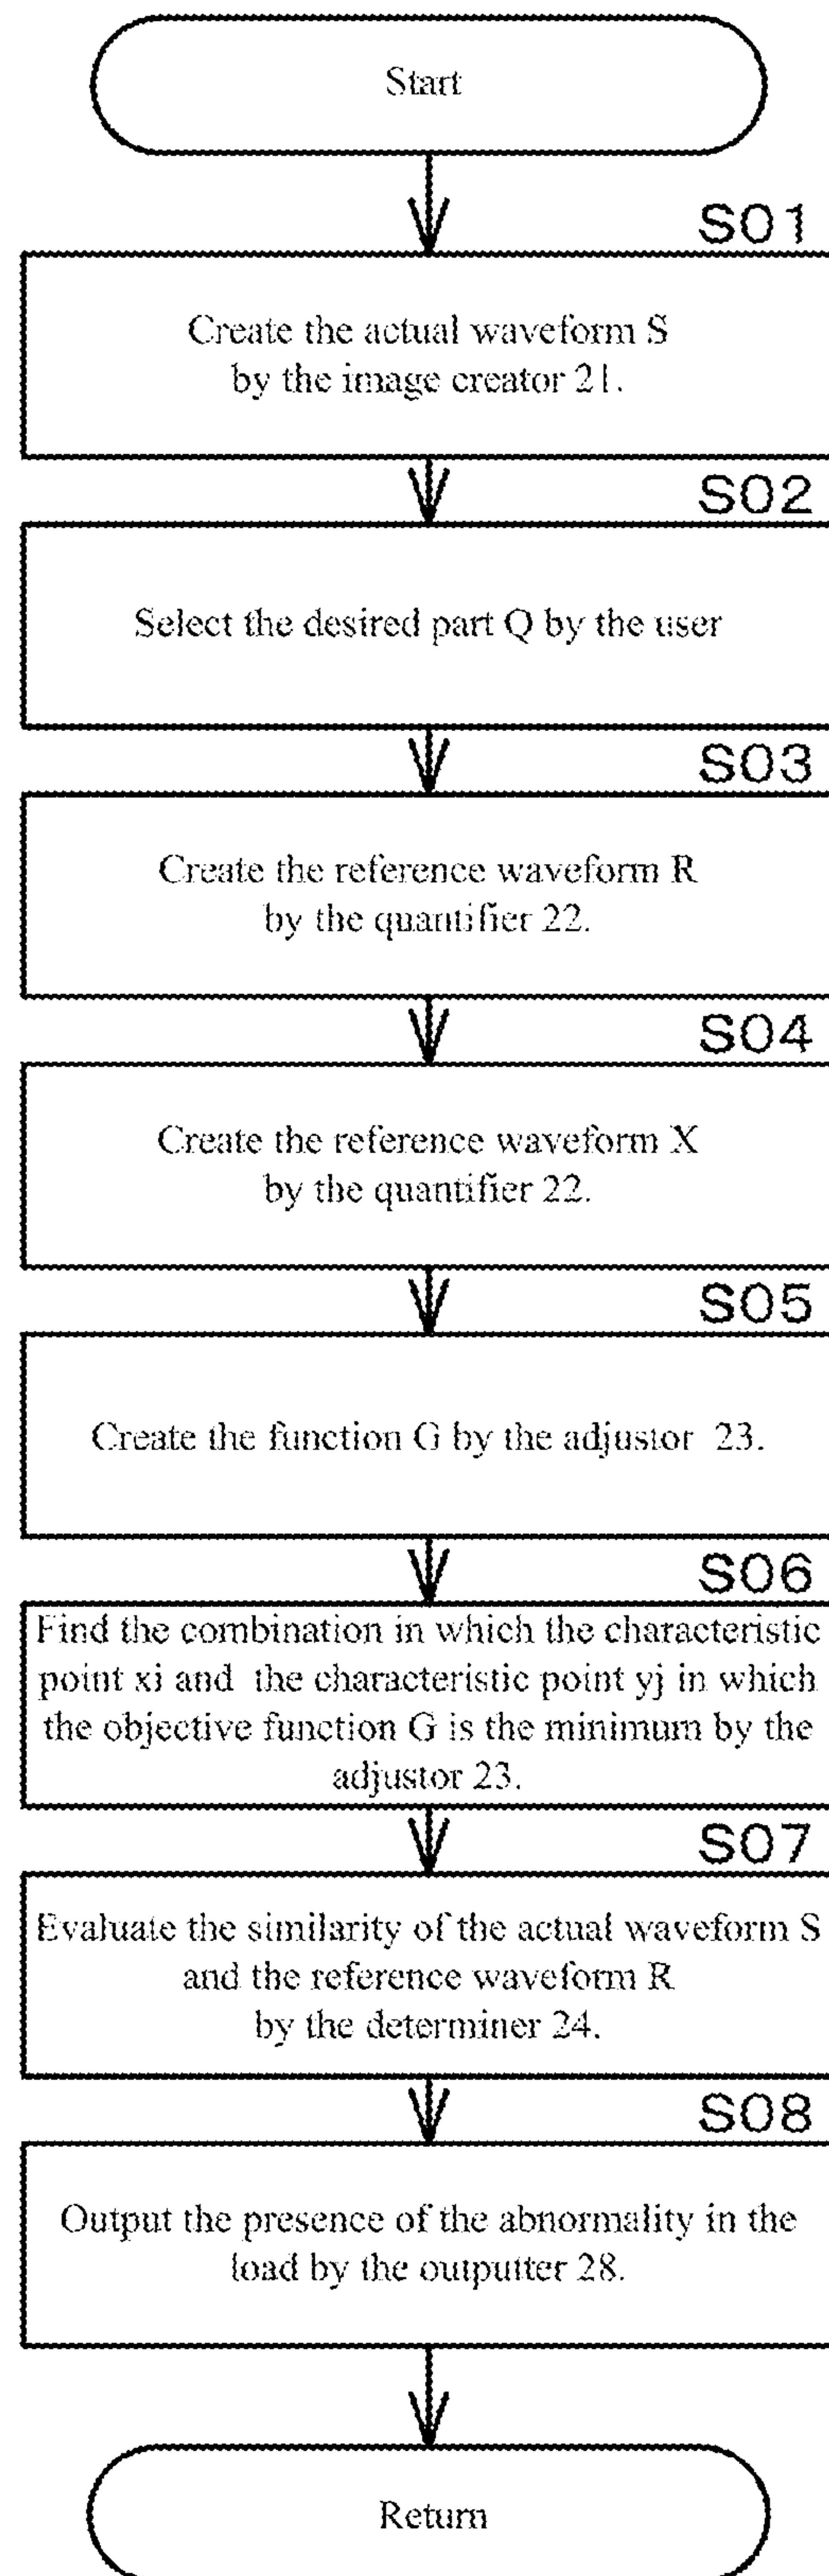 Start
S01
Create the actual waveform S
by the image creator 21.
S02
Select the desired part Q by the user
S03
Create the reference waveform R
by the quantifier 22.
S04
Create the reference waveform X
by the quantifier 22.
S05
Create the function G by the adjustor 23.
S06
Find the combination in which the characteristic
point xi and the characteristic point yj in which
the objective function G is the minimum by the
adjustor 23.
S07
Evaluate the similarity of the actual waveform S
and the reference waveform R
by the determiner 24.
S08
Output the presence of the abnormality in the
load by the outputter 28.
Return